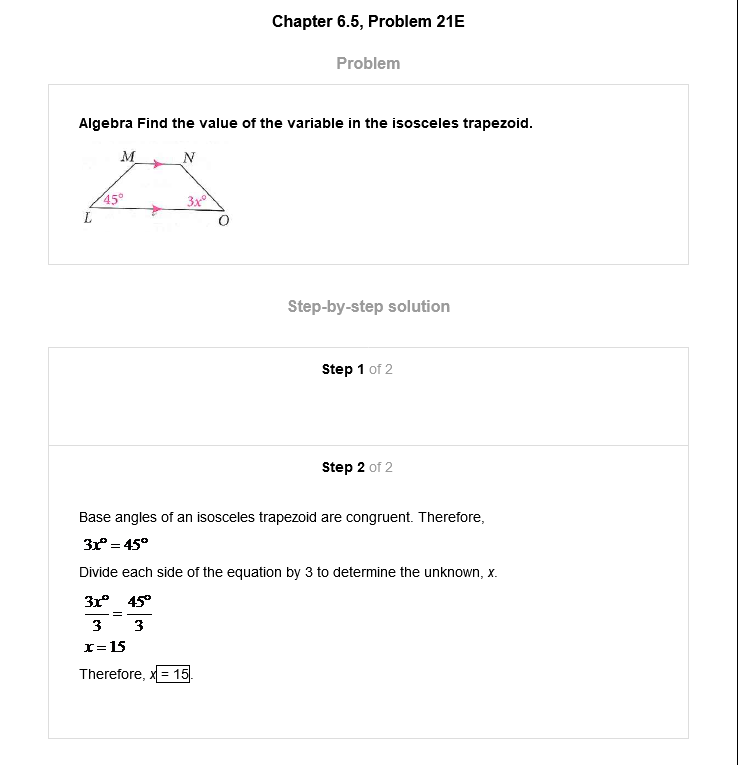 Chapter 6.5, Problem 21E
Problem
Algebra Find the value of the variable in the isosceles trapezoid.
M N
45° 3x°
L O
Step-by-step solution
Step 1 of 2
Step 2 of 2
Base angles of an isosceles trapezoid are congruent. Therefore,
3x° = 45°
Divide each side of the equation by 3 to determine the unknown, x.
3x° 45°
=
3 3
x = 15
Therefore, x = 15.